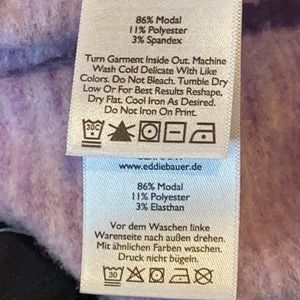 86% Modal
11% Polyester
3% Spandex
Turn Garment Inside Out. Machine
Wash Cold Delicate With Like
Colors. Do Not Bleach. Tumble Dry
Low Or For Best Results Reshape,
Dry Flat. Cool Iron As Desired.
Do Not Iron On Print.
www.eddiebauer.de
86% Modal
11% Polyester
3% Elasthan
Vor dem Waschen linke
Warenseite nach außen drehen.
Mit ähnlichen Farben waschen.
Druck nicht bügeln.
30